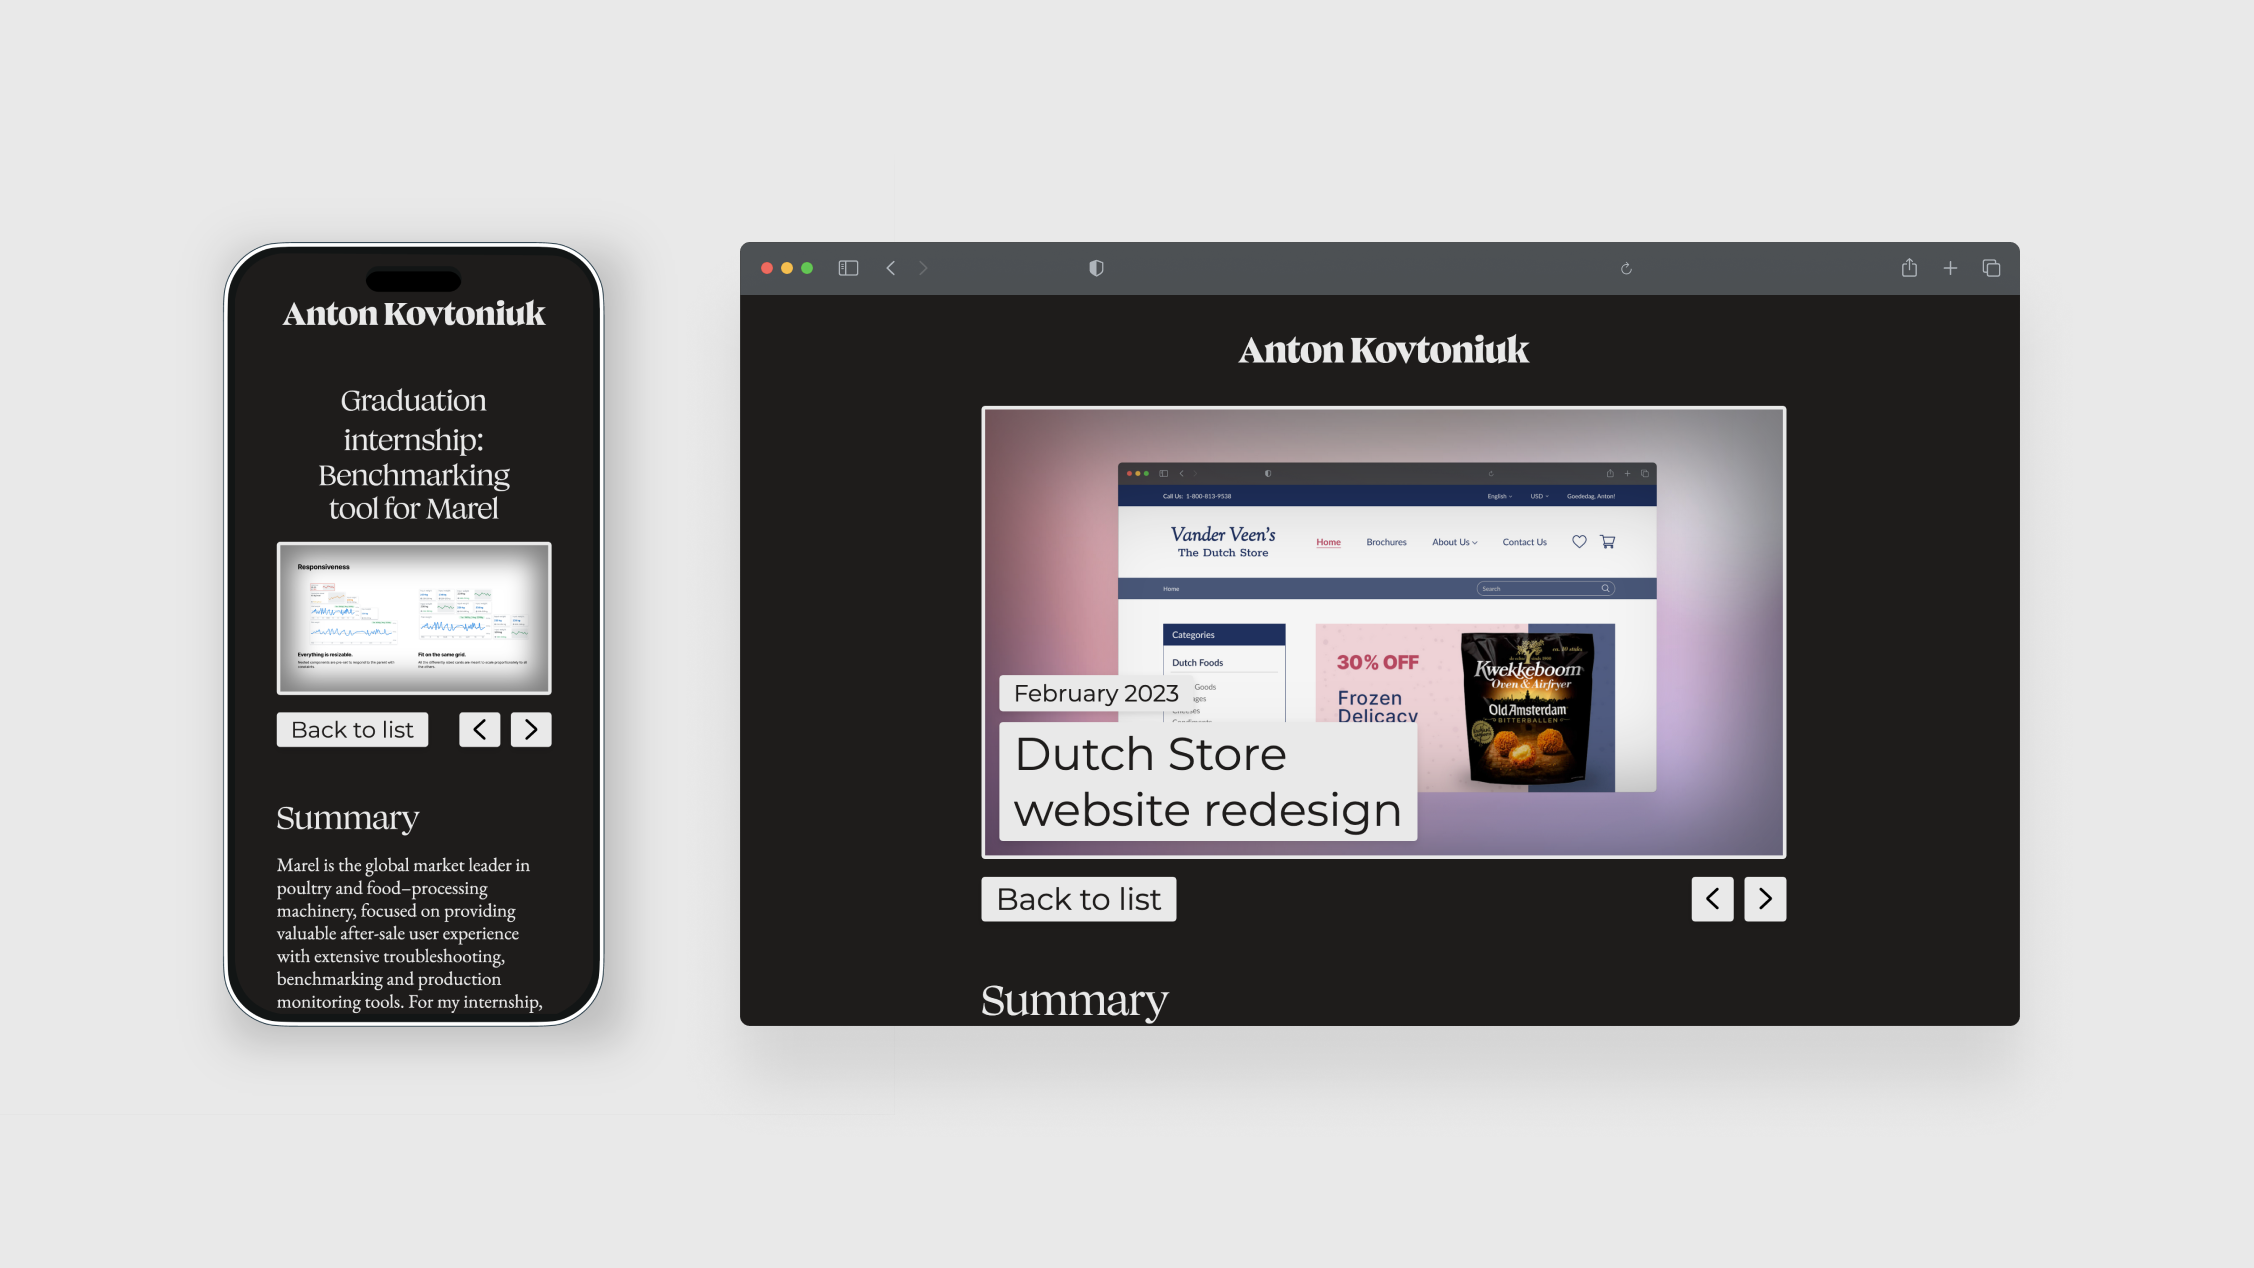 Anton Kovtoniuk
Graduation
internship:
Benchmarking
tool for Marel
Responsiveness
Everything is resizable.
Fit on the same grid.
Back to list
Summary
Marel is the global market leader in
poultry and food–processing
machinery, focused on providing
valuable after-sale user experience
with extensive troubleshooting,
benchmarking and production
monitoring tools. For my internship,
Anton Kovtoniuk
Call Us: 1-800-813-9538
English
USD
Goededag, Anton!
Vander Veen's
The Dutch Store
Home
Brochures
About Us
Contact Us
Home
Search
Categories
Dutch Foods
Goods
30% OFF
Frozen
Delicacy
Kwekkeboom
Oven & Airfryer
Old Amsterdam
BITTERBALLEN
February 2023
Dutch Store
website redesign
Back to list
Summary